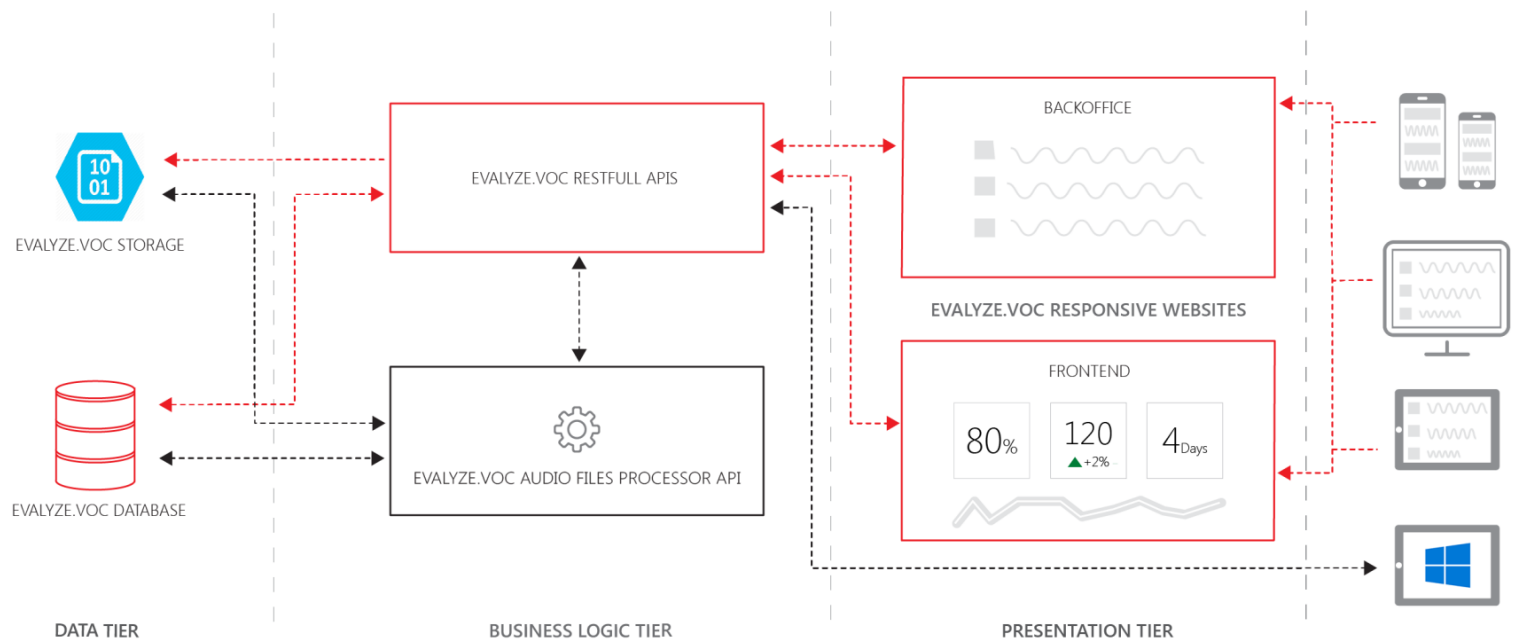 BACKOFFICE
10
01
EVALYZE.VOC RESTFULL APIS
EVALYZE.VOC STORAGE
EVALYZE.VOC RESPONSIVE WEBSITES
FRONTEND
80%
120
+2%
4Days
EVALYZE.VOC AUDIO FILES PROCESSOR API
EVALYZE.VOC DATABASE
DATA TIER
BUSINESS LOGIC TIER
PRESENTATION TIER